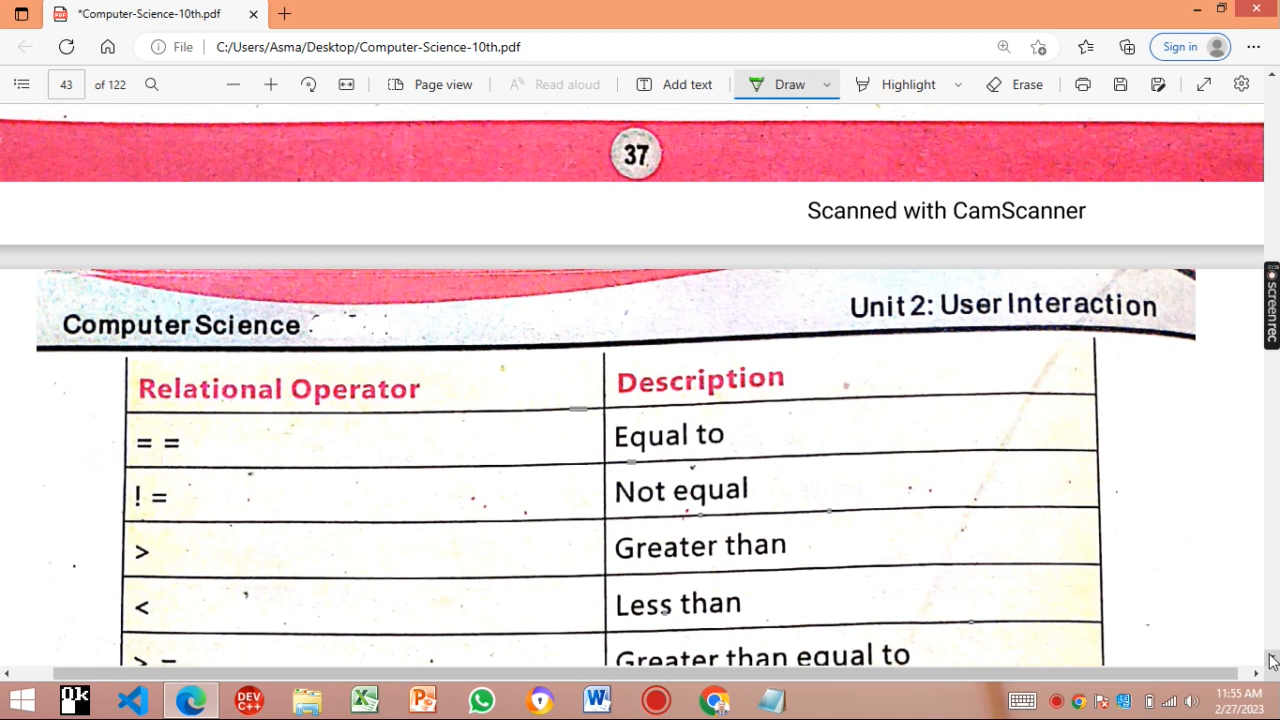 *Computer-Science-10th.pdf
File C:/Users/Asma/Desktop/Computer-Science-10th.pdf Sign in
43 of 122 Page view Read aloud Add text Draw Highlight Erase
37
Scanned with CamScanner
Computer Science Unit 2: User Interaction
Relational Operator Description
= = Equal to
! = Not equal
> Greater than
< Less than
> = Greater than equal to
screenrec
Ok DEV C++
11:55 AM
2/27/2023